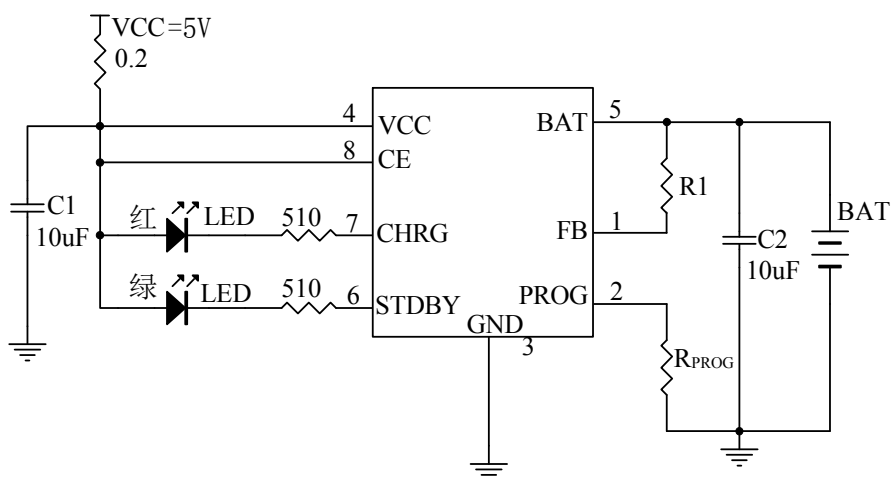 VCC=5V
0.2
4
VCC
8
CE
C1
10uF
红
LED
510
7
CHRG
绿
LED
510
6
STDBY
GND
3
BAT
5
R1
FB
1
PROG
2
RPROG
C2
10uF
BAT